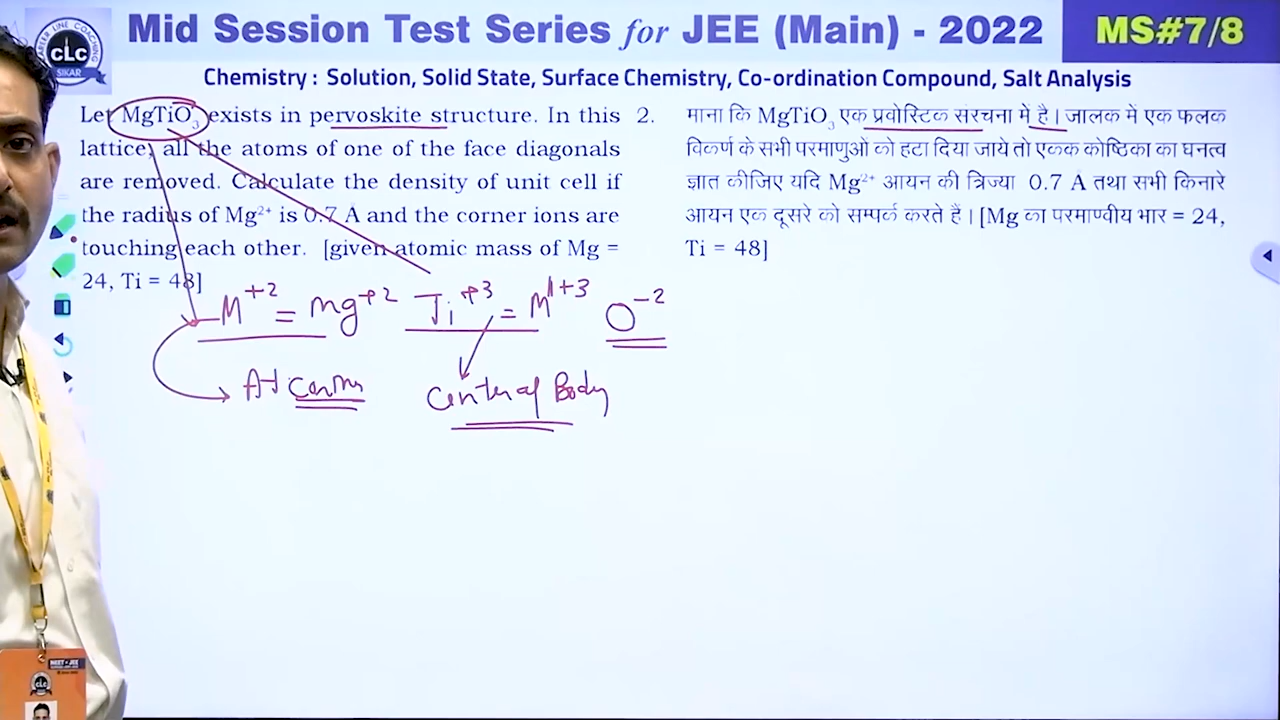 Mid Session Test Series for JEE (Main) - 2022
MS#7/8
CLC
SIKAR
Chemistry : Solution, Solid State, Surface Chemistry, Co-ordination Compound, Salt Analysis
Let MgTiO₃ exists in pervoskite structure. In this
lattice, all the atoms of one of the face diagonals
are removed. Calculate the density of unit cell if
the radius of Mg²⁺ is 0.7 Å and the corner ions are
touching each other. [given atomic mass of Mg =
24, Ti = 48]
2. माना कि MgTiO₃ एक प्रवोस्टिक संरचना में है। जालक में एक फलक
विकर्ण के सभी परमाणुओं को हटा दिया जाये तो एकक कोष्ठिका का घनत्व
ज्ञात कीजिए यदि Mg²⁺ आयन की त्रिज्या 0.7 Å तथा सभी किनारे
आयन एक दूसरे को सम्पर्क करते हैं। [Mg का परमाण्वीय भार = 24,
Ti = 48]
M⁺² = Mg⁺² Ti⁺³ = M⁺³ O⁻²
At Body
NEET • JEE
CLC